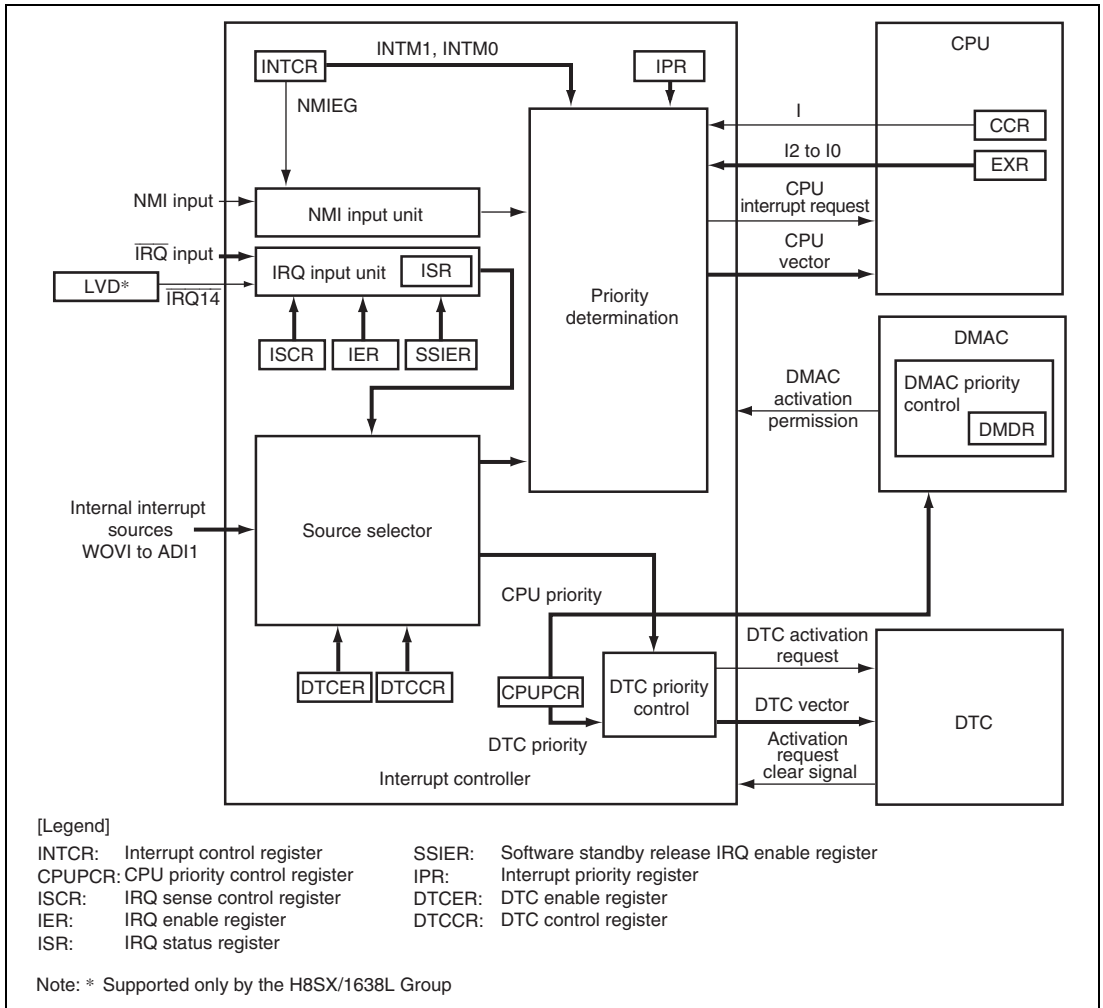 CPU
INTM1, INTM0
INTCR
IPR
NMIEG
I
CCR
I2 to I0
EXR
CPU
interrupt request
NMI input
NMI input unit
CPU
vector
IRQ input
IRQ input unit
ISR
LVD*
IRQ14
Priority
determination
ISCR
IER
SSIER
DMAC
DMAC
activation
permission
DMAC priority
control
DMDR
Internal interrupt
sources
WOVI to ADI1
Source selector
CPU priority
DTC activation
request
DTCER
DTCCR
CPUPCR
DTC priority
control
DTC vector
DTC priority
DTC
Activation
request
clear signal
Interrupt controller
[Legend]
INTCR: Interrupt control register
CPUPCR: CPU priority control register
ISCR: IRQ sense control register
IER: IRQ enable register
ISR: IRQ status register
SSIER: Software standby release IRQ enable register
IPR: Interrupt priority register
DTCER: DTC enable register
DTCCR: DTC control register
Note: * Supported only by the H8SX/1638L Group